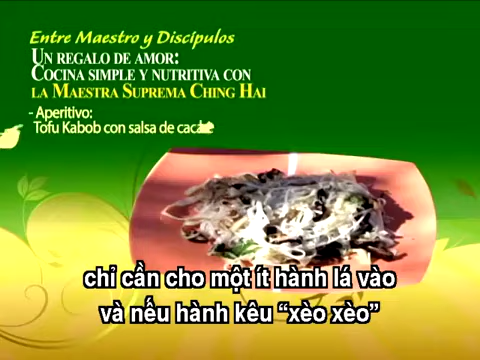 Entre Maestro y Discípulos
UN REGALO DE AMOR:
COCINA SIMPLE Y NUTRITIVA CON
LA MAESTRA SUPREMA CHING HAI
- Aperitivo:
Tofu Kabob con salsa de
chỉ cần cho một ít hành lá vào
và nếu hành kêu “xèo xèo”